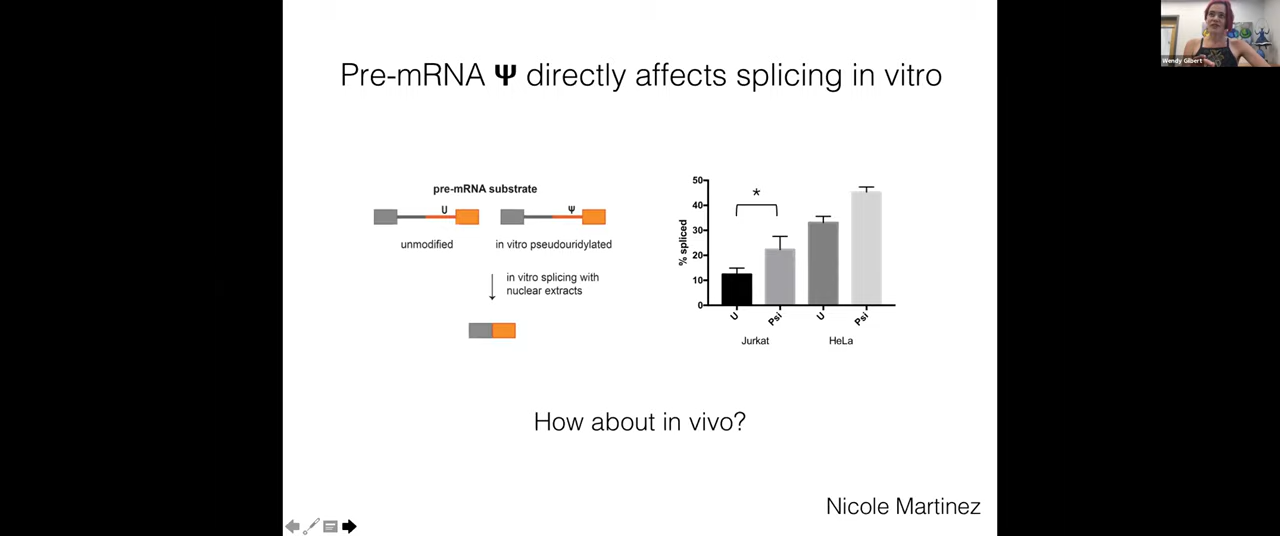 Wendy Gilbert
Pre-mRNA Ψ directly affects splicing in vitro
pre-mRNA substrate
U
Ψ
unmodified
in vitro pseudouridylated
in vitro splicing with
nuclear extracts
50
40
30
20
10
0
% spliced
*
U
Psi
U
Psi
Jurkat
HeLa
How about in vivo?
Nicole Martinez